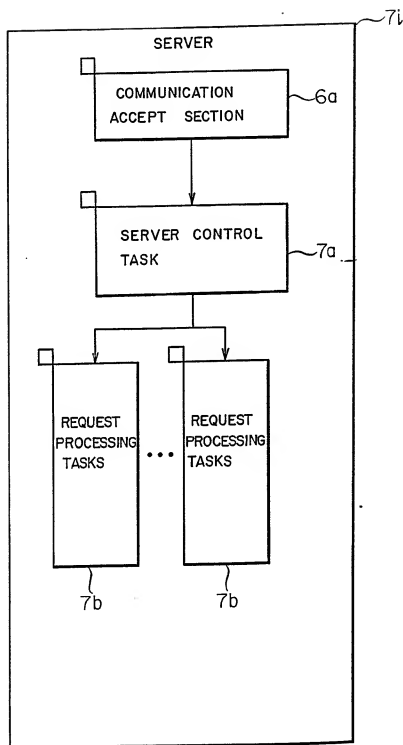 7i
SERVER
COMMUNICATION
ACCEPT SECTION
6a
SERVER CONTROL
TASK
7a
REQUEST
PROCESSING
TASKS
•••
REQUEST
PROCESSING
TASKS
7b
7b